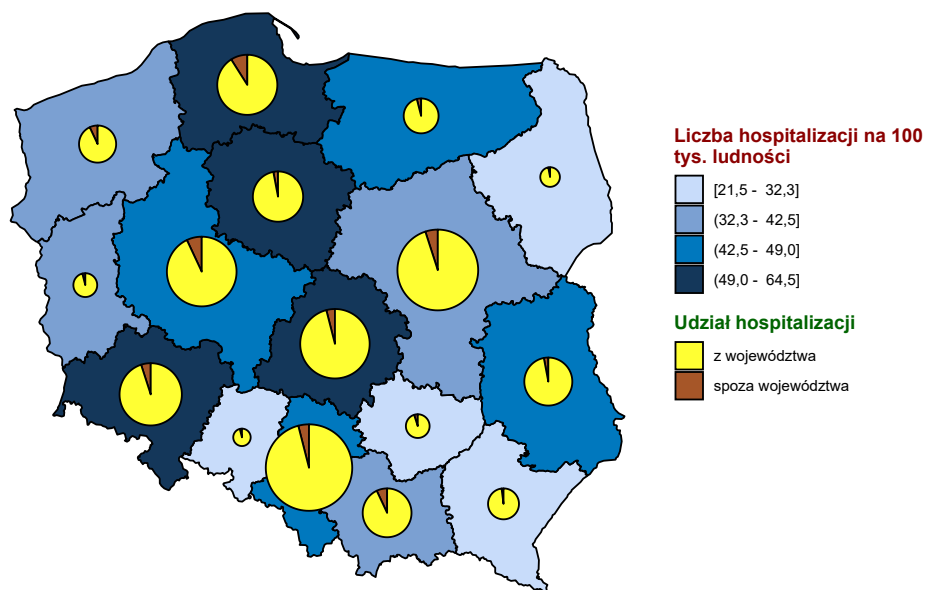 Liczba hospitalizacji na 100
tys. ludności
[21,5 - 32,3]
(32,3 - 42,5]
(42,5 - 49,0]
(49,0 - 64,5]
Udział hospitalizacji
z województwa
spoza województwa